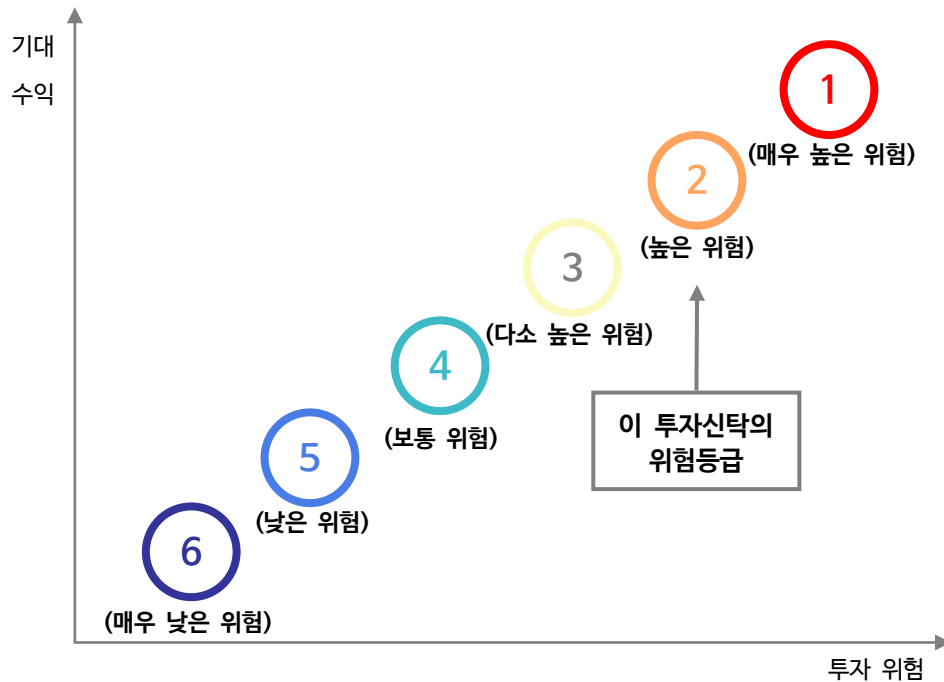 기대
수익
1
(매우 높은 위험)
2
(높은 위험)
3
(다소 높은 위험)
4
(보통 위험)
이 투자신탁의
위험등급
5
(낮은 위험)
6
(매우 낮은 위험)
투자 위험